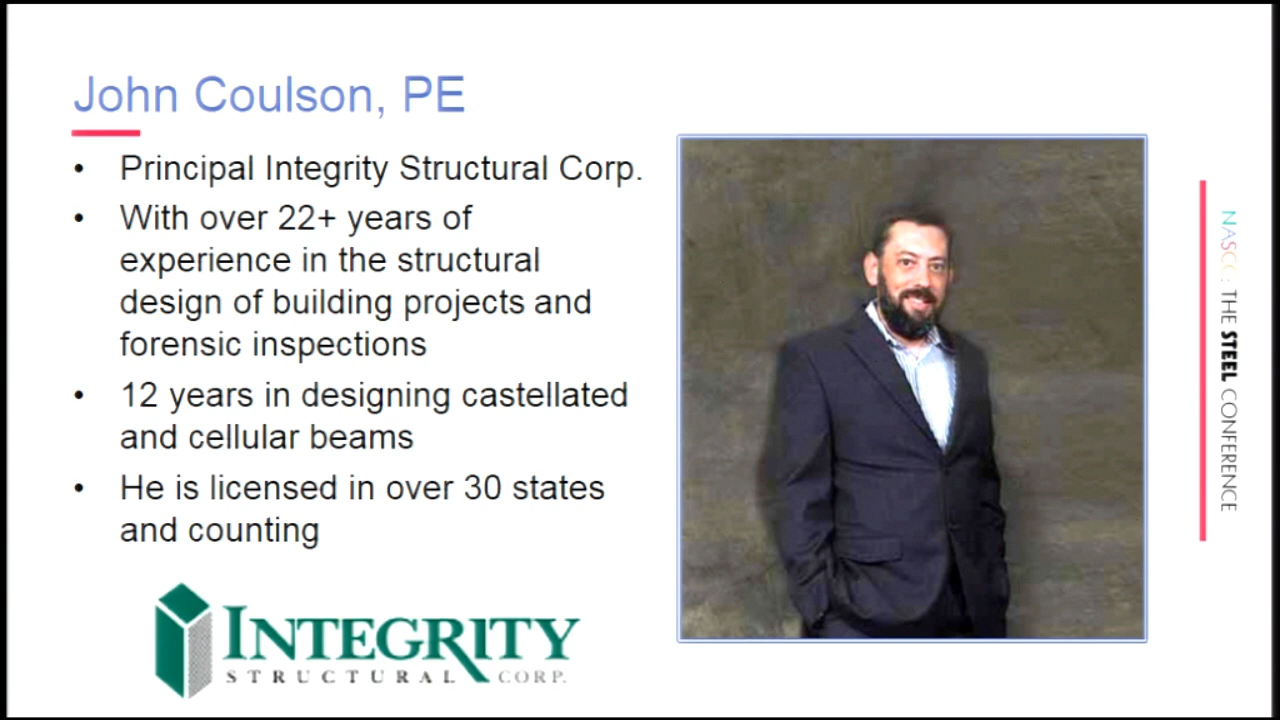 John Coulson, PE
• Principal Integrity Structural Corp.
• With over 22+ years of
experience in the structural
design of building projects and
forensic inspections
• 12 years in designing castellated
and cellular beams
• He is licensed in over 30 states
and counting
INTEGRITY
STRUCTURAL CORP.
NASCC: THE STEEL CONFERENCE